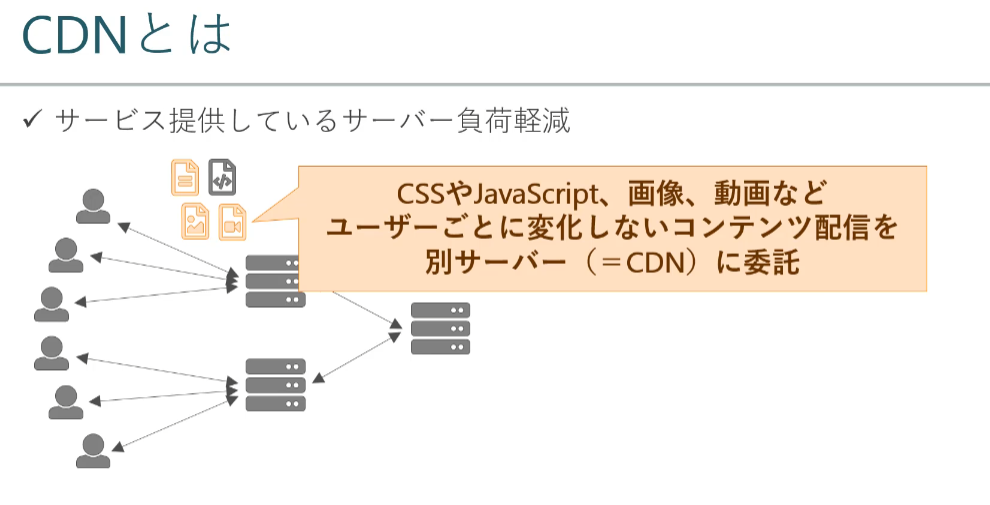 CDNとは
✓ サービス提供しているサーバー負荷軽減
CSSやJavaScript、画像、動画など
ユーザーごとに変化しないコンテンツ配信を
別サーバー（＝CDN）に委託